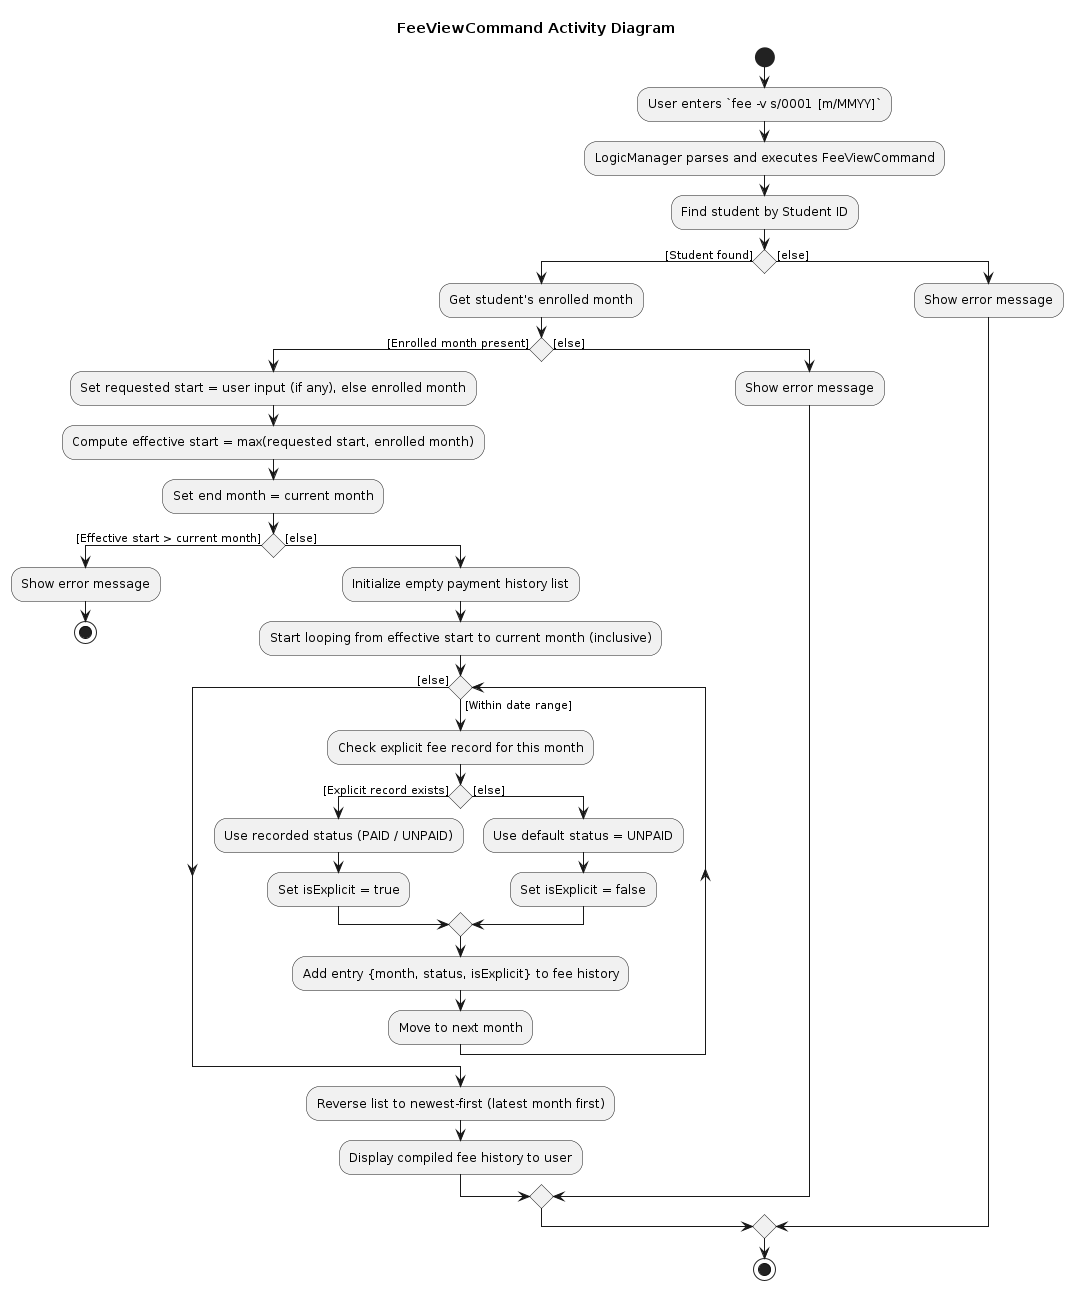 FeeViewCommand Activity Diagram
User enters `fee -v s/0001 [m/MMYY]`
LogicManager parses and executes FeeViewCommand
Find student by Student ID
[Student found]
[else]
Get student's enrolled month
Show error message
[Enrolled month present]
[else]
Set requested start = user input (if any), else enrolled month
Show error message
Compute effective start = max(requested start, enrolled month)
Set end month = current month
[Effective start > current month]
[else]
Show error message
Initialize empty payment history list
Start looping from effective start to current month (inclusive)
[else]
[Within date range]
Check explicit fee record for this month
[Explicit record exists]
[else]
Use recorded status (PAID / UNPAID)
Use default status = UNPAID
Set isExplicit = true
Set isExplicit = false
Add entry {month, status, isExplicit} to fee history
Move to next month
Reverse list to newest-first (latest month first)
Display compiled fee history to user